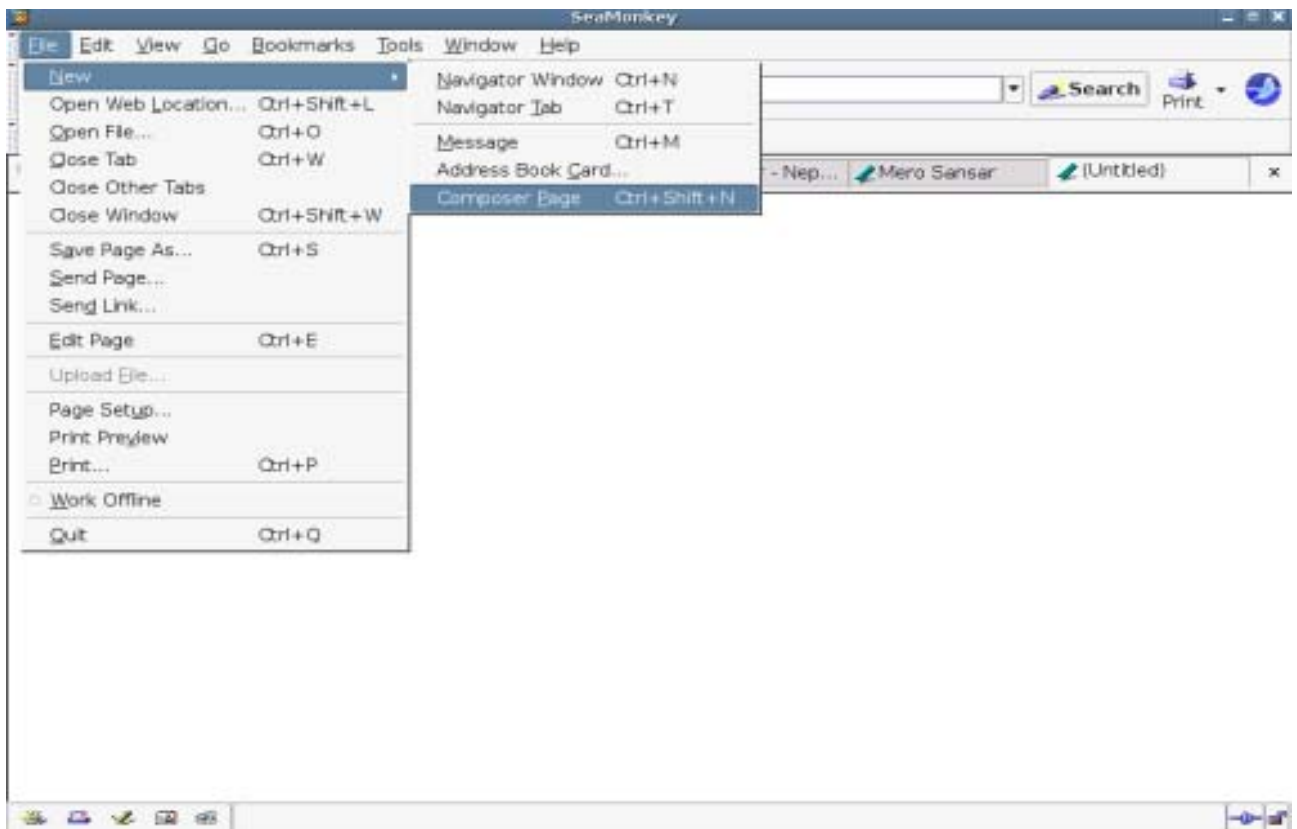 SeaMonkey
File Edit View Go Bookmarks Tools Window Help
New
Open Web Location... Ctrl+Shift+L
Open File... Ctrl+O
Close Tab Ctrl+W
Close Other Tabs
Close Window Ctrl+Shift+W
Save Page As... Ctrl+S
Send Page...
Send Link...
Edit Page Ctrl+E
Upload File...
Page Setup...
Print Preview
Print... Ctrl+P
Work Offline
Quit Ctrl+Q
Navigator Window Ctrl+N
Navigator Tab Ctrl+T
Message Ctrl+M
Address Book Card...
Composer Page Ctrl+Shift+N
Search
Print
- Nep...
Mero Sansar
(Untitled)